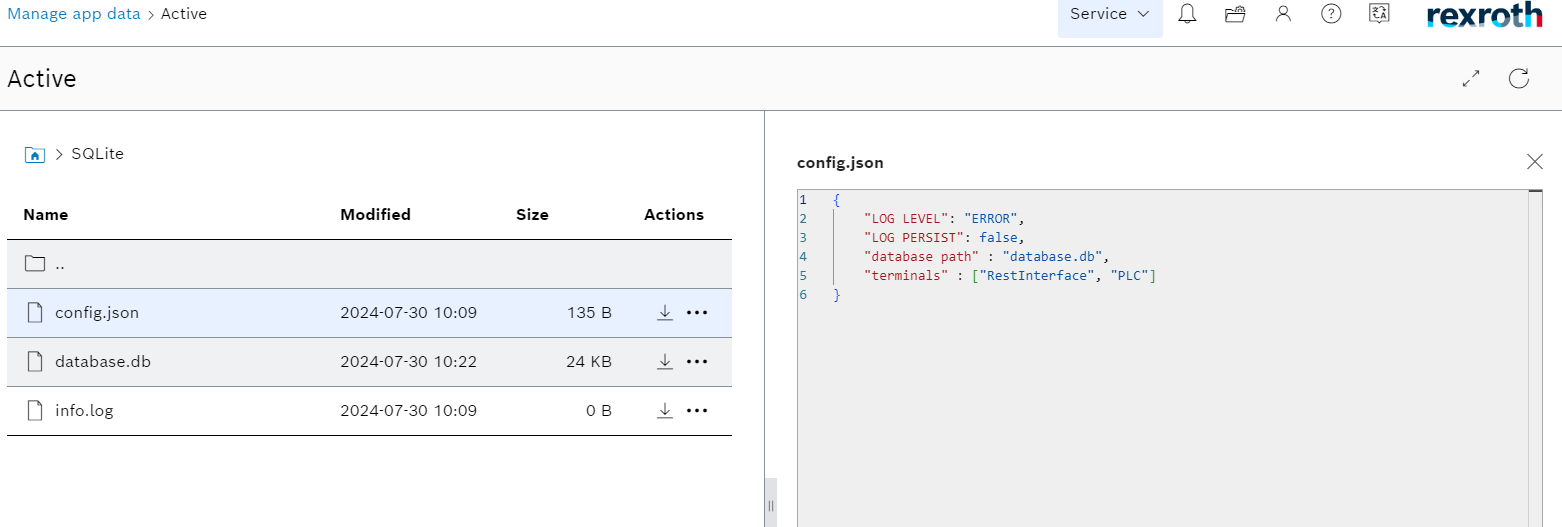 Manage app data > Active
Service
rexroth
Active
> SQLite
Name Modified Size Actions
..
config.json 2024-07-30 10:09 135 B
database.db 2024-07-30 10:22 24 KB
info.log 2024-07-30 10:09 0 B
config.json
1 {
2 "LOG LEVEL": "ERROR",
3 "LOG PERSIST": false,
4 "database path" : "database.db",
5 "terminals" : ["RestInterface", "PLC"]
6 }